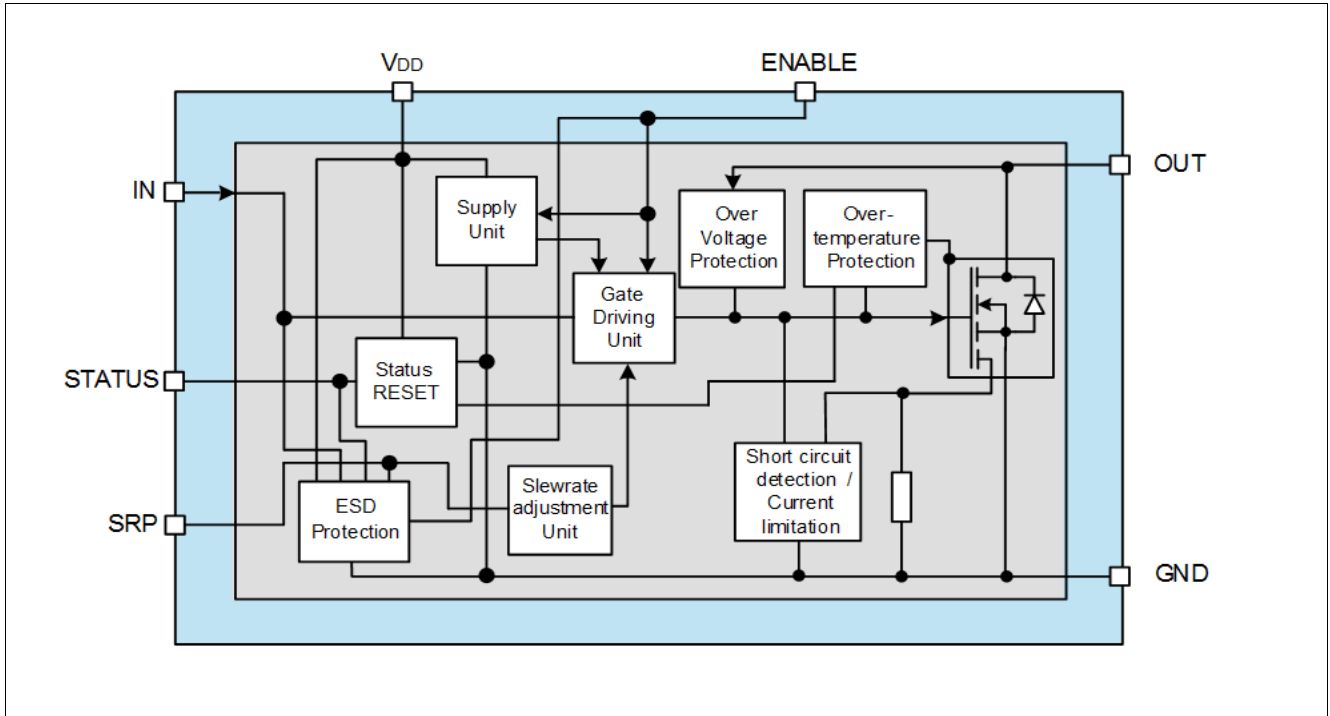 VDD
ENABLE
IN
OUT
Supply
Unit
Over
Voltage
Protection
Over-
temperature
Protection
Gate
Driving
Unit
STATUS
Status
RESET
SRP
ESD
Protection
Slewrate
adjustment
Unit
Short circuit
detection /
Current
limitation
GND